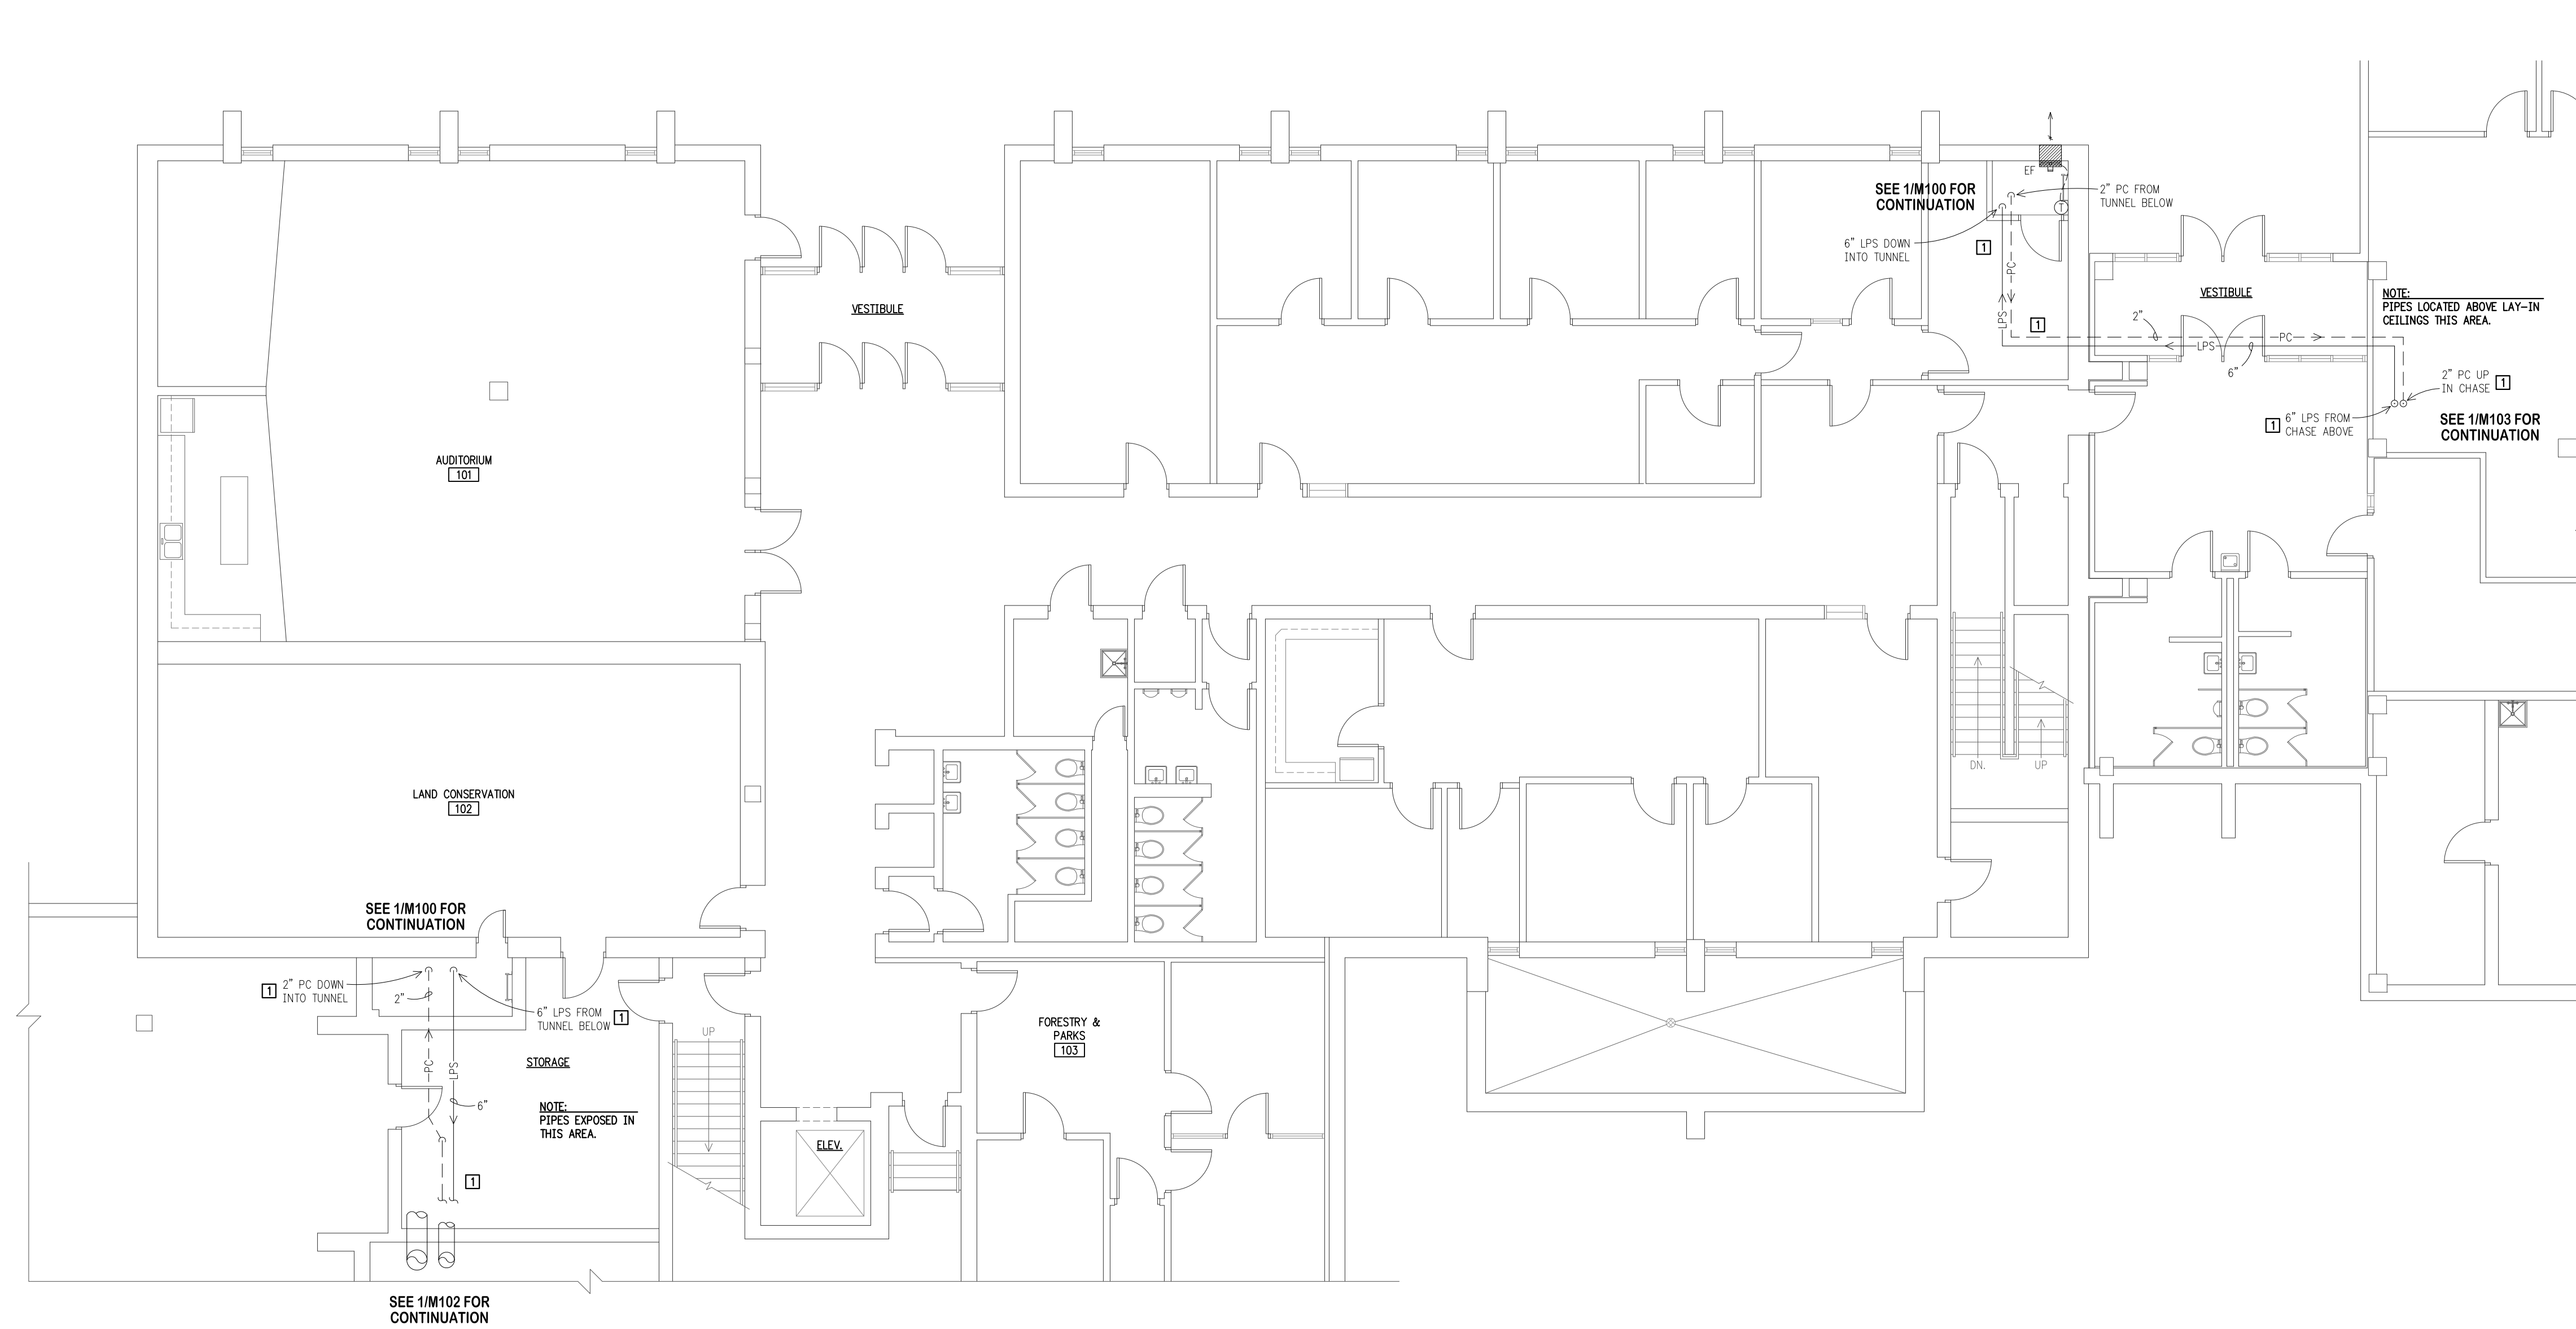 EF
SEE 1/M100 FOR
CONTINUATION
2" PC FROM
TUNNEL BELOW
T
6" LPS DOWN
INTO TUNNEL
1
PC
LPS
1
VESTIBULE
VESTIBULE
NOTE:
PIPES LOCATED ABOVE LAY-IN
CEILINGS THIS AREA.
2"
PC
LPS
6"
2" PC UP
IN CHASE
1
1
6" LPS FROM
CHASE ABOVE
SEE 1/M103 FOR
CONTINUATION
AUDITORIUM
101
DN.
UP
LAND CONSERVATION
102
SEE 1/M100 FOR
CONTINUATION
1
2" PC DOWN
INTO TUNNEL
2"
6" LPS FROM
TUNNEL BELOW
1
UP
FORESTRY &
PARKS
103
STORAGE
PC
LPS
6"
NOTE:
PIPES EXPOSED IN
THIS AREA.
ELEV.
1
SEE 1/M102 FOR
CONTINUATION